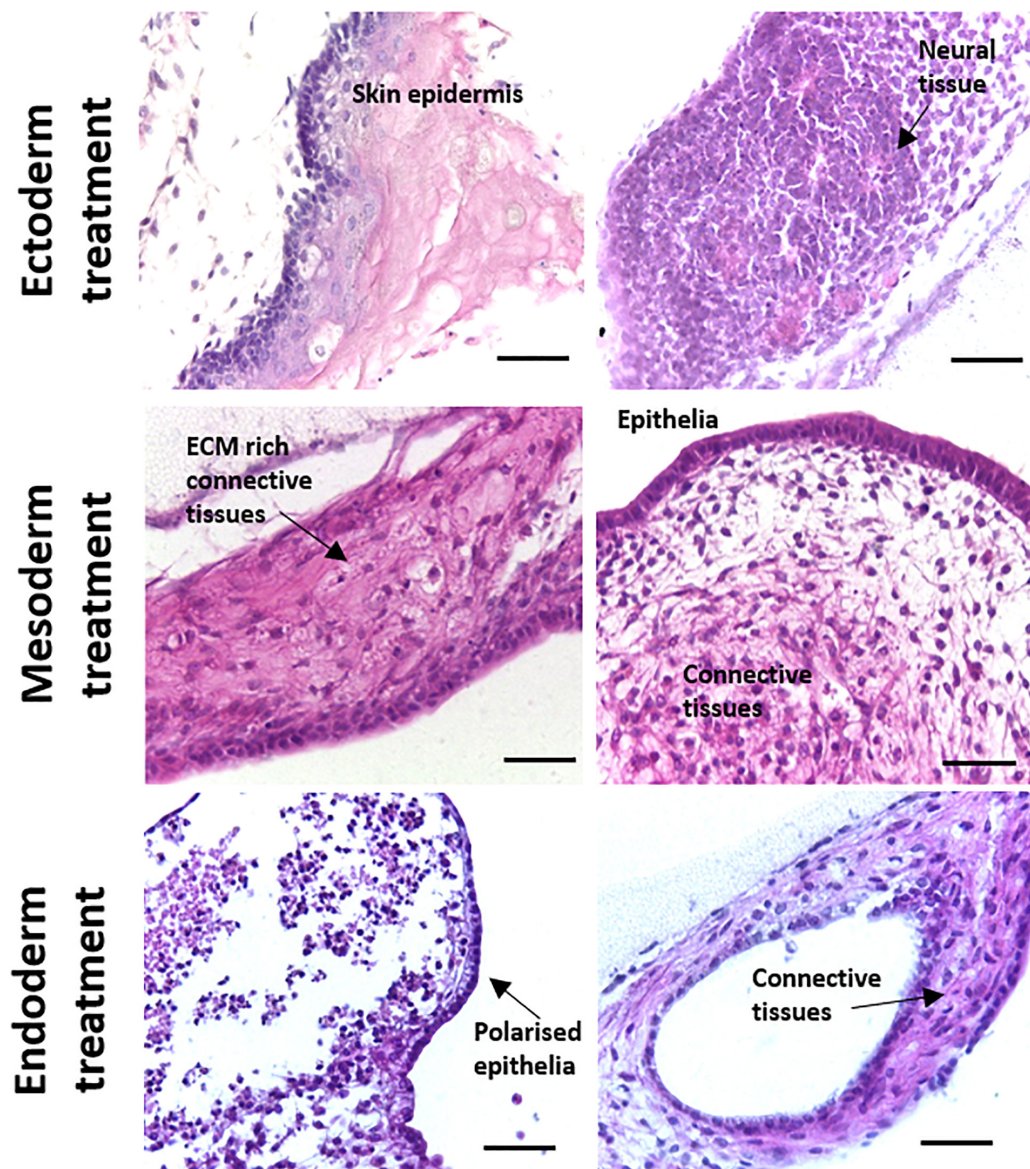 Ectoderm
treatment
Skin epidermis
Neural
tissue
Mesoderm
treatment
ECM rich
connective
tissues
Epithelia
Connective
tissues
Endoderm
treatment
Polarised
epithelia
Connective
tissues